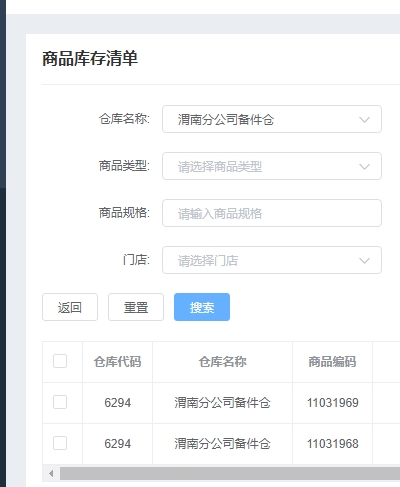 商品库存清单
仓库名称: 渭南分公司备件仓
商品类型: 请选择商品类型
商品规格: 请输入商品规格
门店: 请选择门店
返回 重置 搜索
仓库代码 仓库名称 商品编码
6294 渭南分公司备件仓 11031969
6294 渭南分公司备件仓 11031968